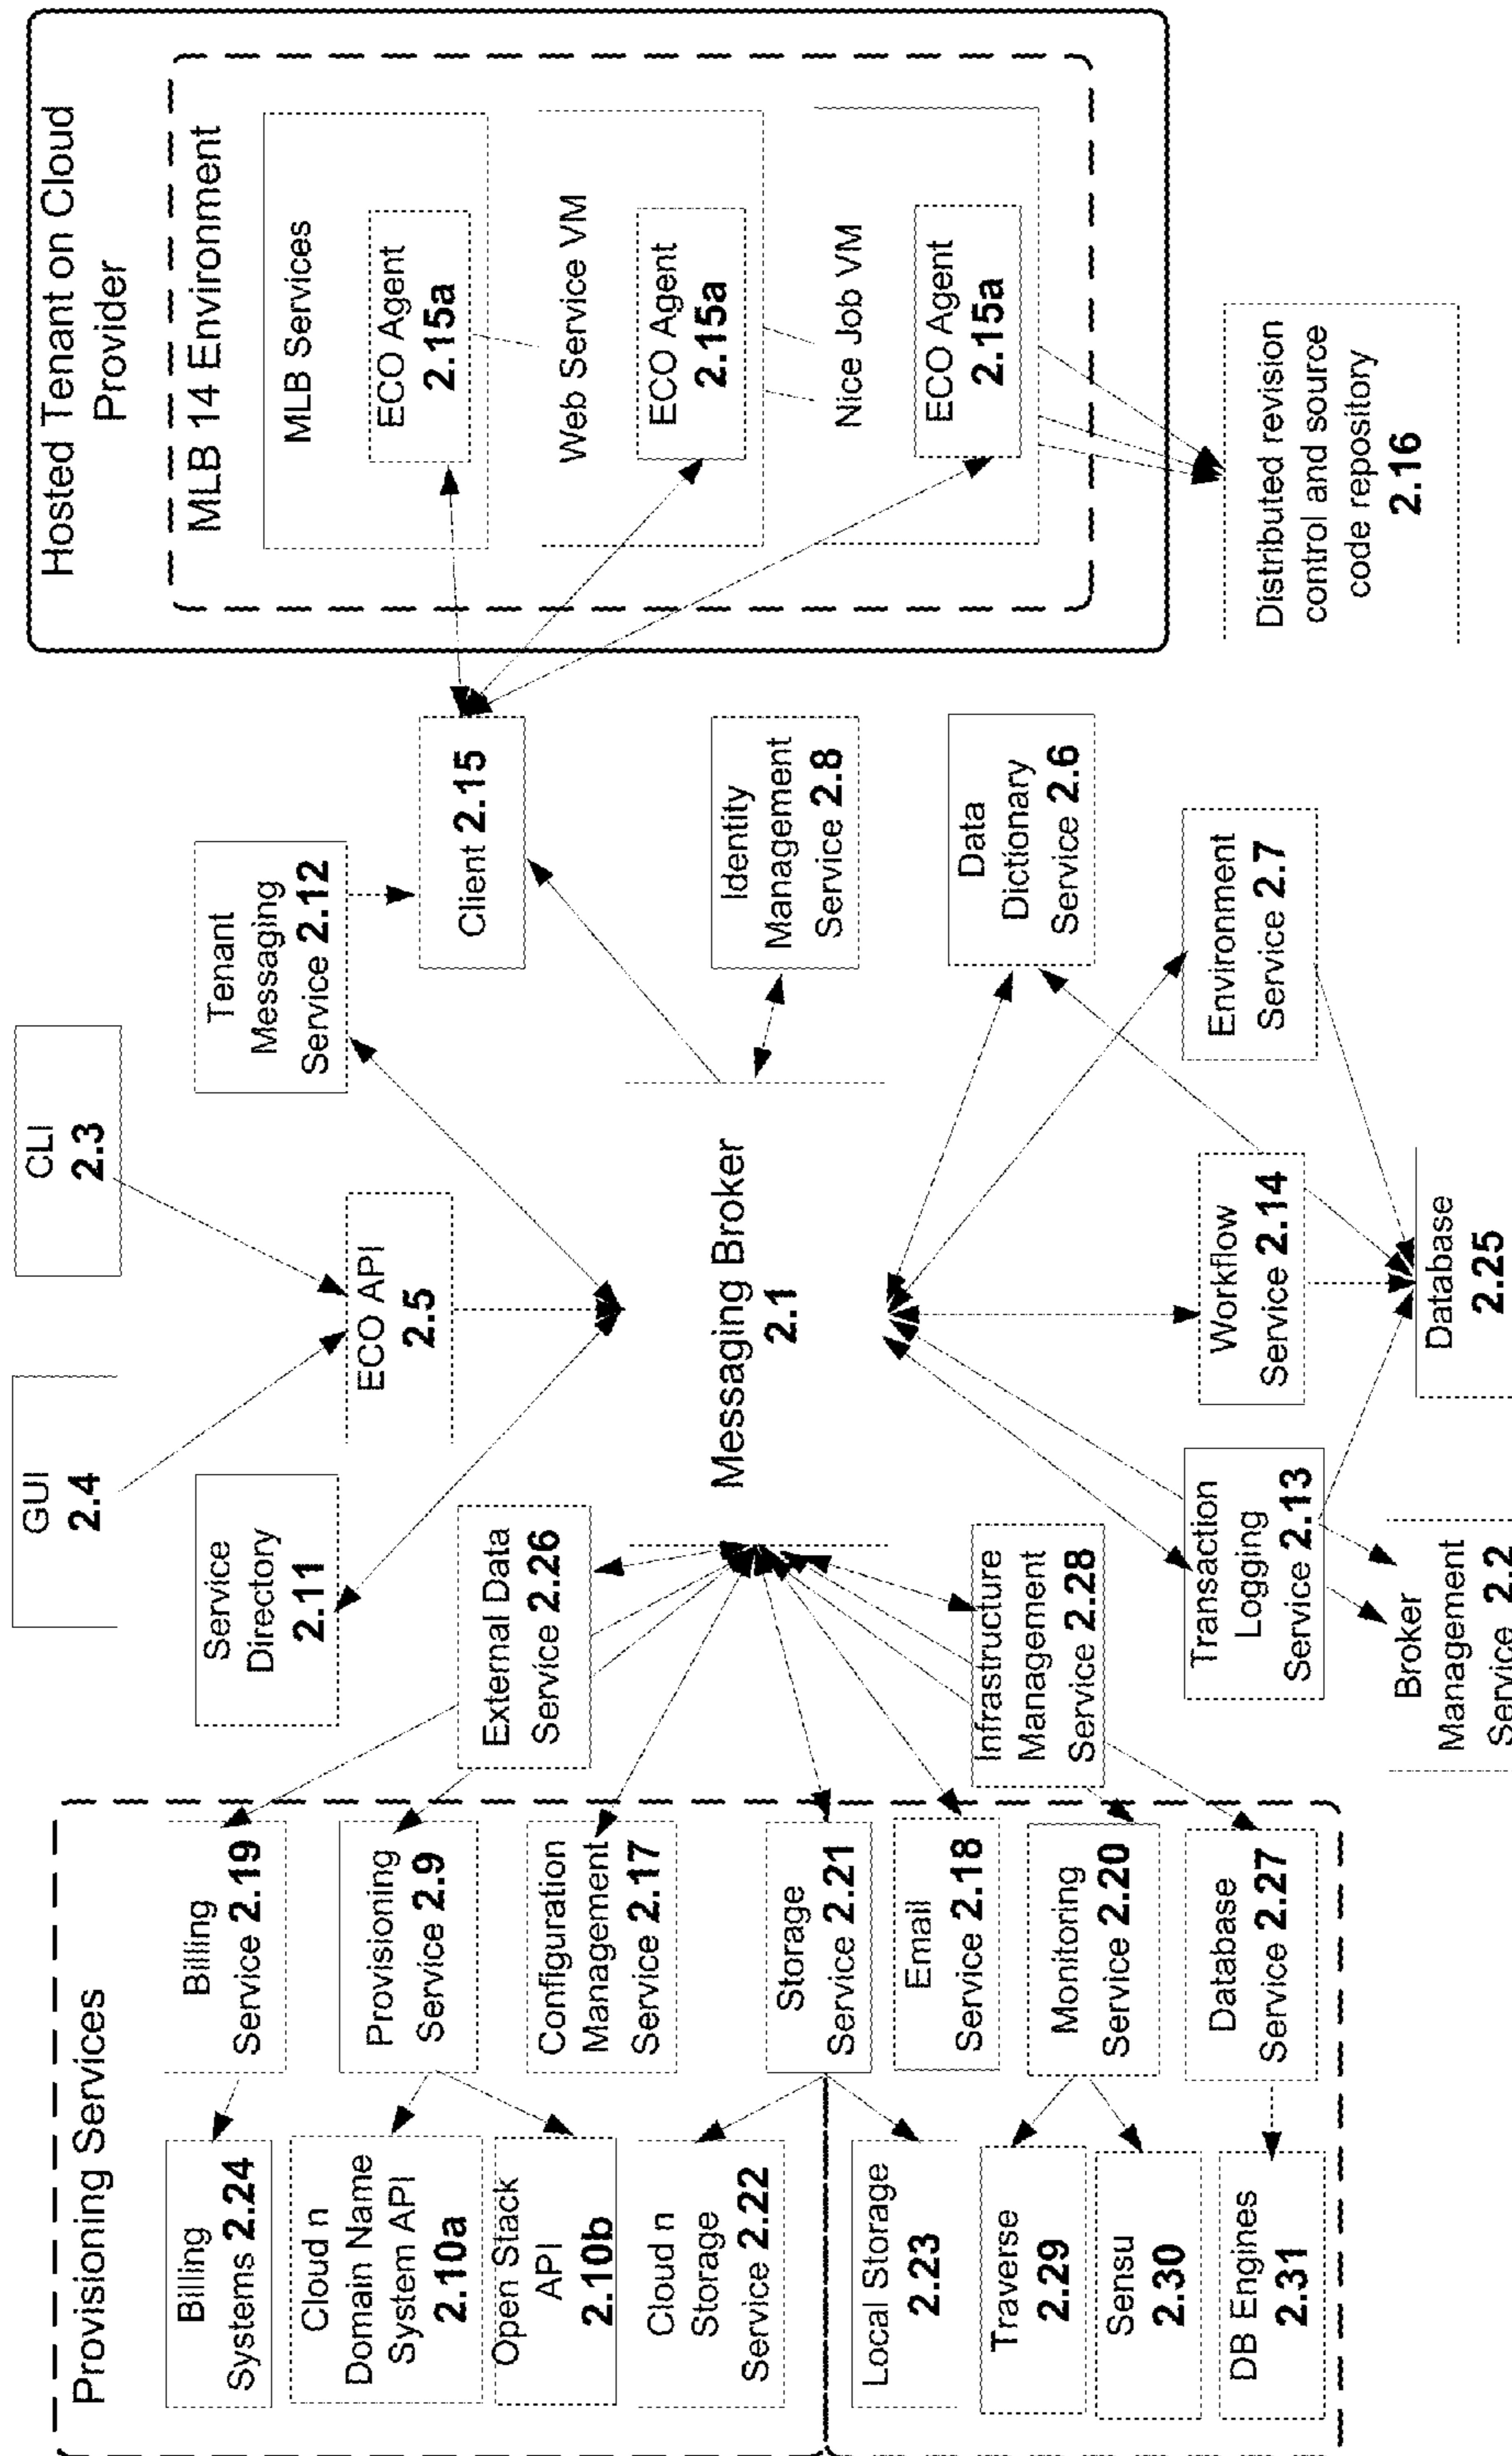 Provisioning Services
Billing
Systems 2.24
Billing
Service 2.19
Cloud n
Domain Name
System API
2.10a
Provisioning
Service 2.9
Open Stack
API
2.10b
Configuration
Management
Service 2.17
Cloud n
Storage
Service 2.22
Storage
Service 2.21
Local Storage
2.23
Email
Service 2.18
Traverse
2.29
Monitoring
Service 2.20
Sensu
2.30
DB Engines
2.31
Database
Service 2.27
GUI
2.4
CLI
2.3
Service
Directory
2.11
ECO API
2.5
Tenant
Messaging
Service 2.12
External Data
Service 2.26
Client 2.15
Messaging Broker
2.1
Identity
Management
Service 2.8
Infrastructure
Management
Service 2.28
Data
Dictionary
Service 2.6
Transaction
Logging
Service 2.13
Workflow
Service 2.14
Environment
Service 2.7
Broker
Management
Service 2.2
Database
2.25
Hosted Tenant on Cloud
Provider
MLB 14 Environment
MLB Services
ECO Agent
2.15a
Web Service VM
ECO Agent
2.15a
Nice Job VM
ECO Agent
2.15a
Distributed revision
control and source
code repository
2.16